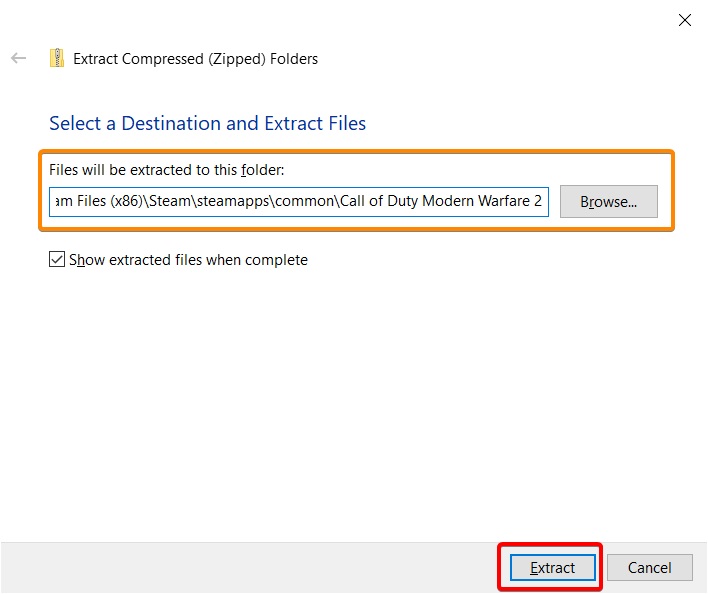 Extract Compressed (Zipped) Folders
Select a Destination and Extract Files
Files will be extracted to this folder:
am Files (x86)\Steam\steamapps\common\Call of Duty Modern Warfare 2
Browse...
Show extracted files when complete
Extract
Cancel